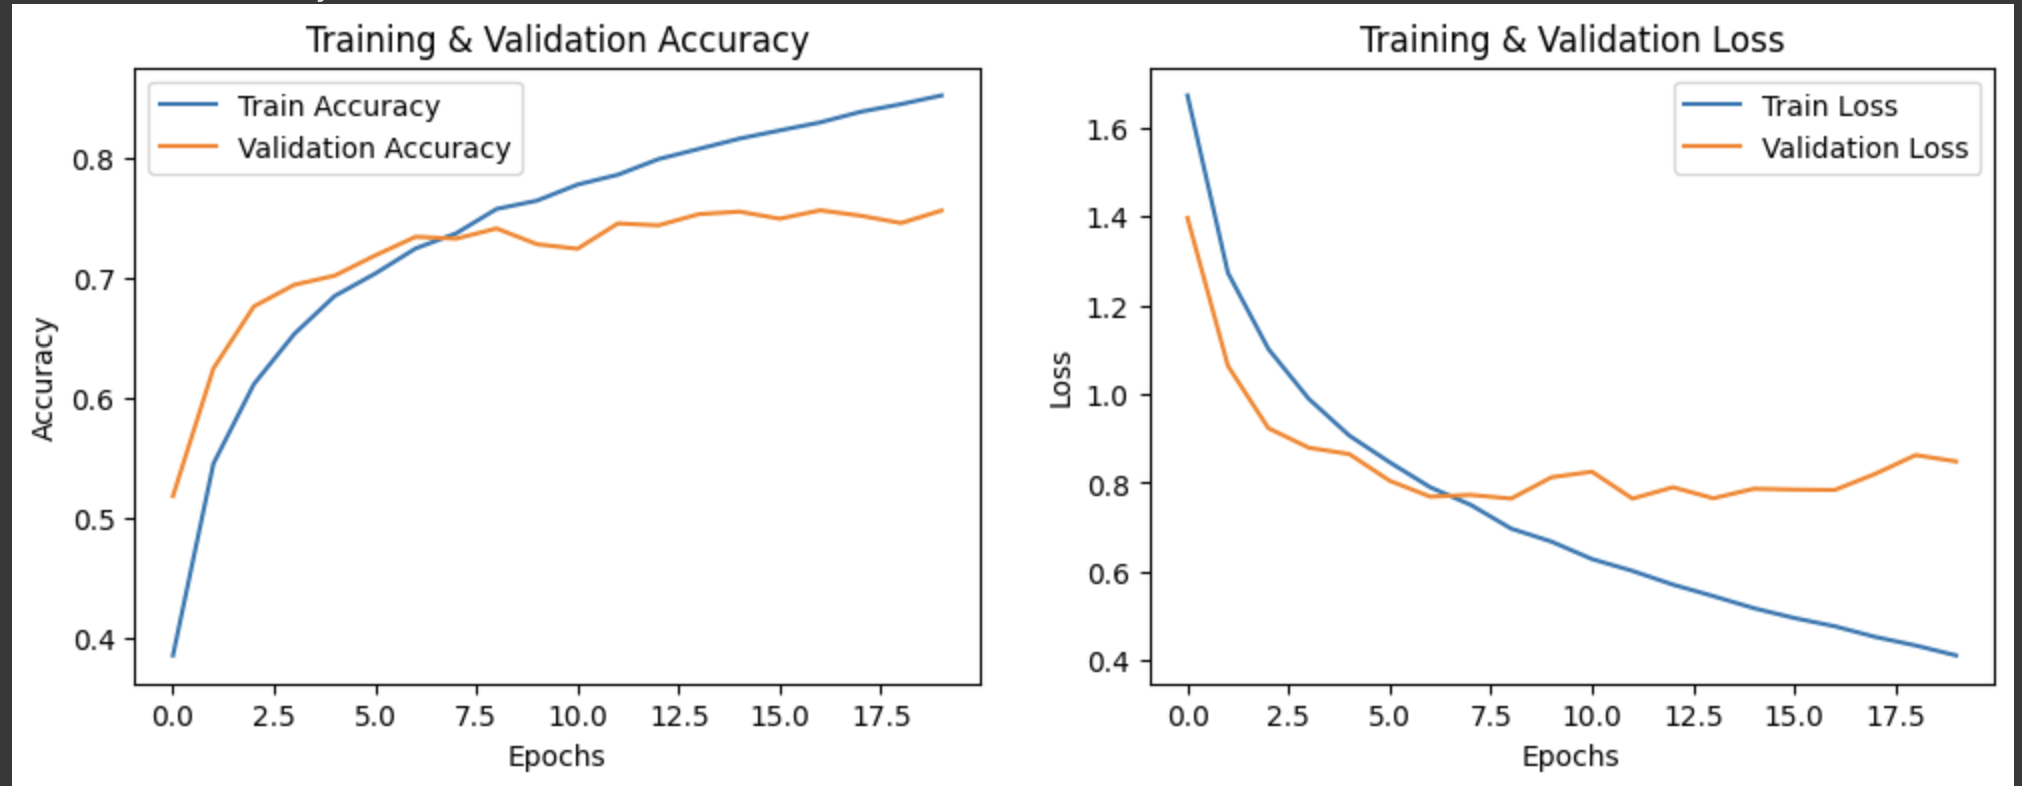 Training & Validation Accuracy
Train Accuracy
Validation Accuracy
0.8
0.7
0.6
0.5
0.4
Accuracy
0.0 2.5 5.0 7.5 10.0 12.5 15.0 17.5
Epochs
Training & Validation Loss
Train Loss
Validation Loss
1.6
1.4
1.2
1.0
0.8
0.6
0.4
Loss
0.0 2.5 5.0 7.5 10.0 12.5 15.0 17.5
Epochs